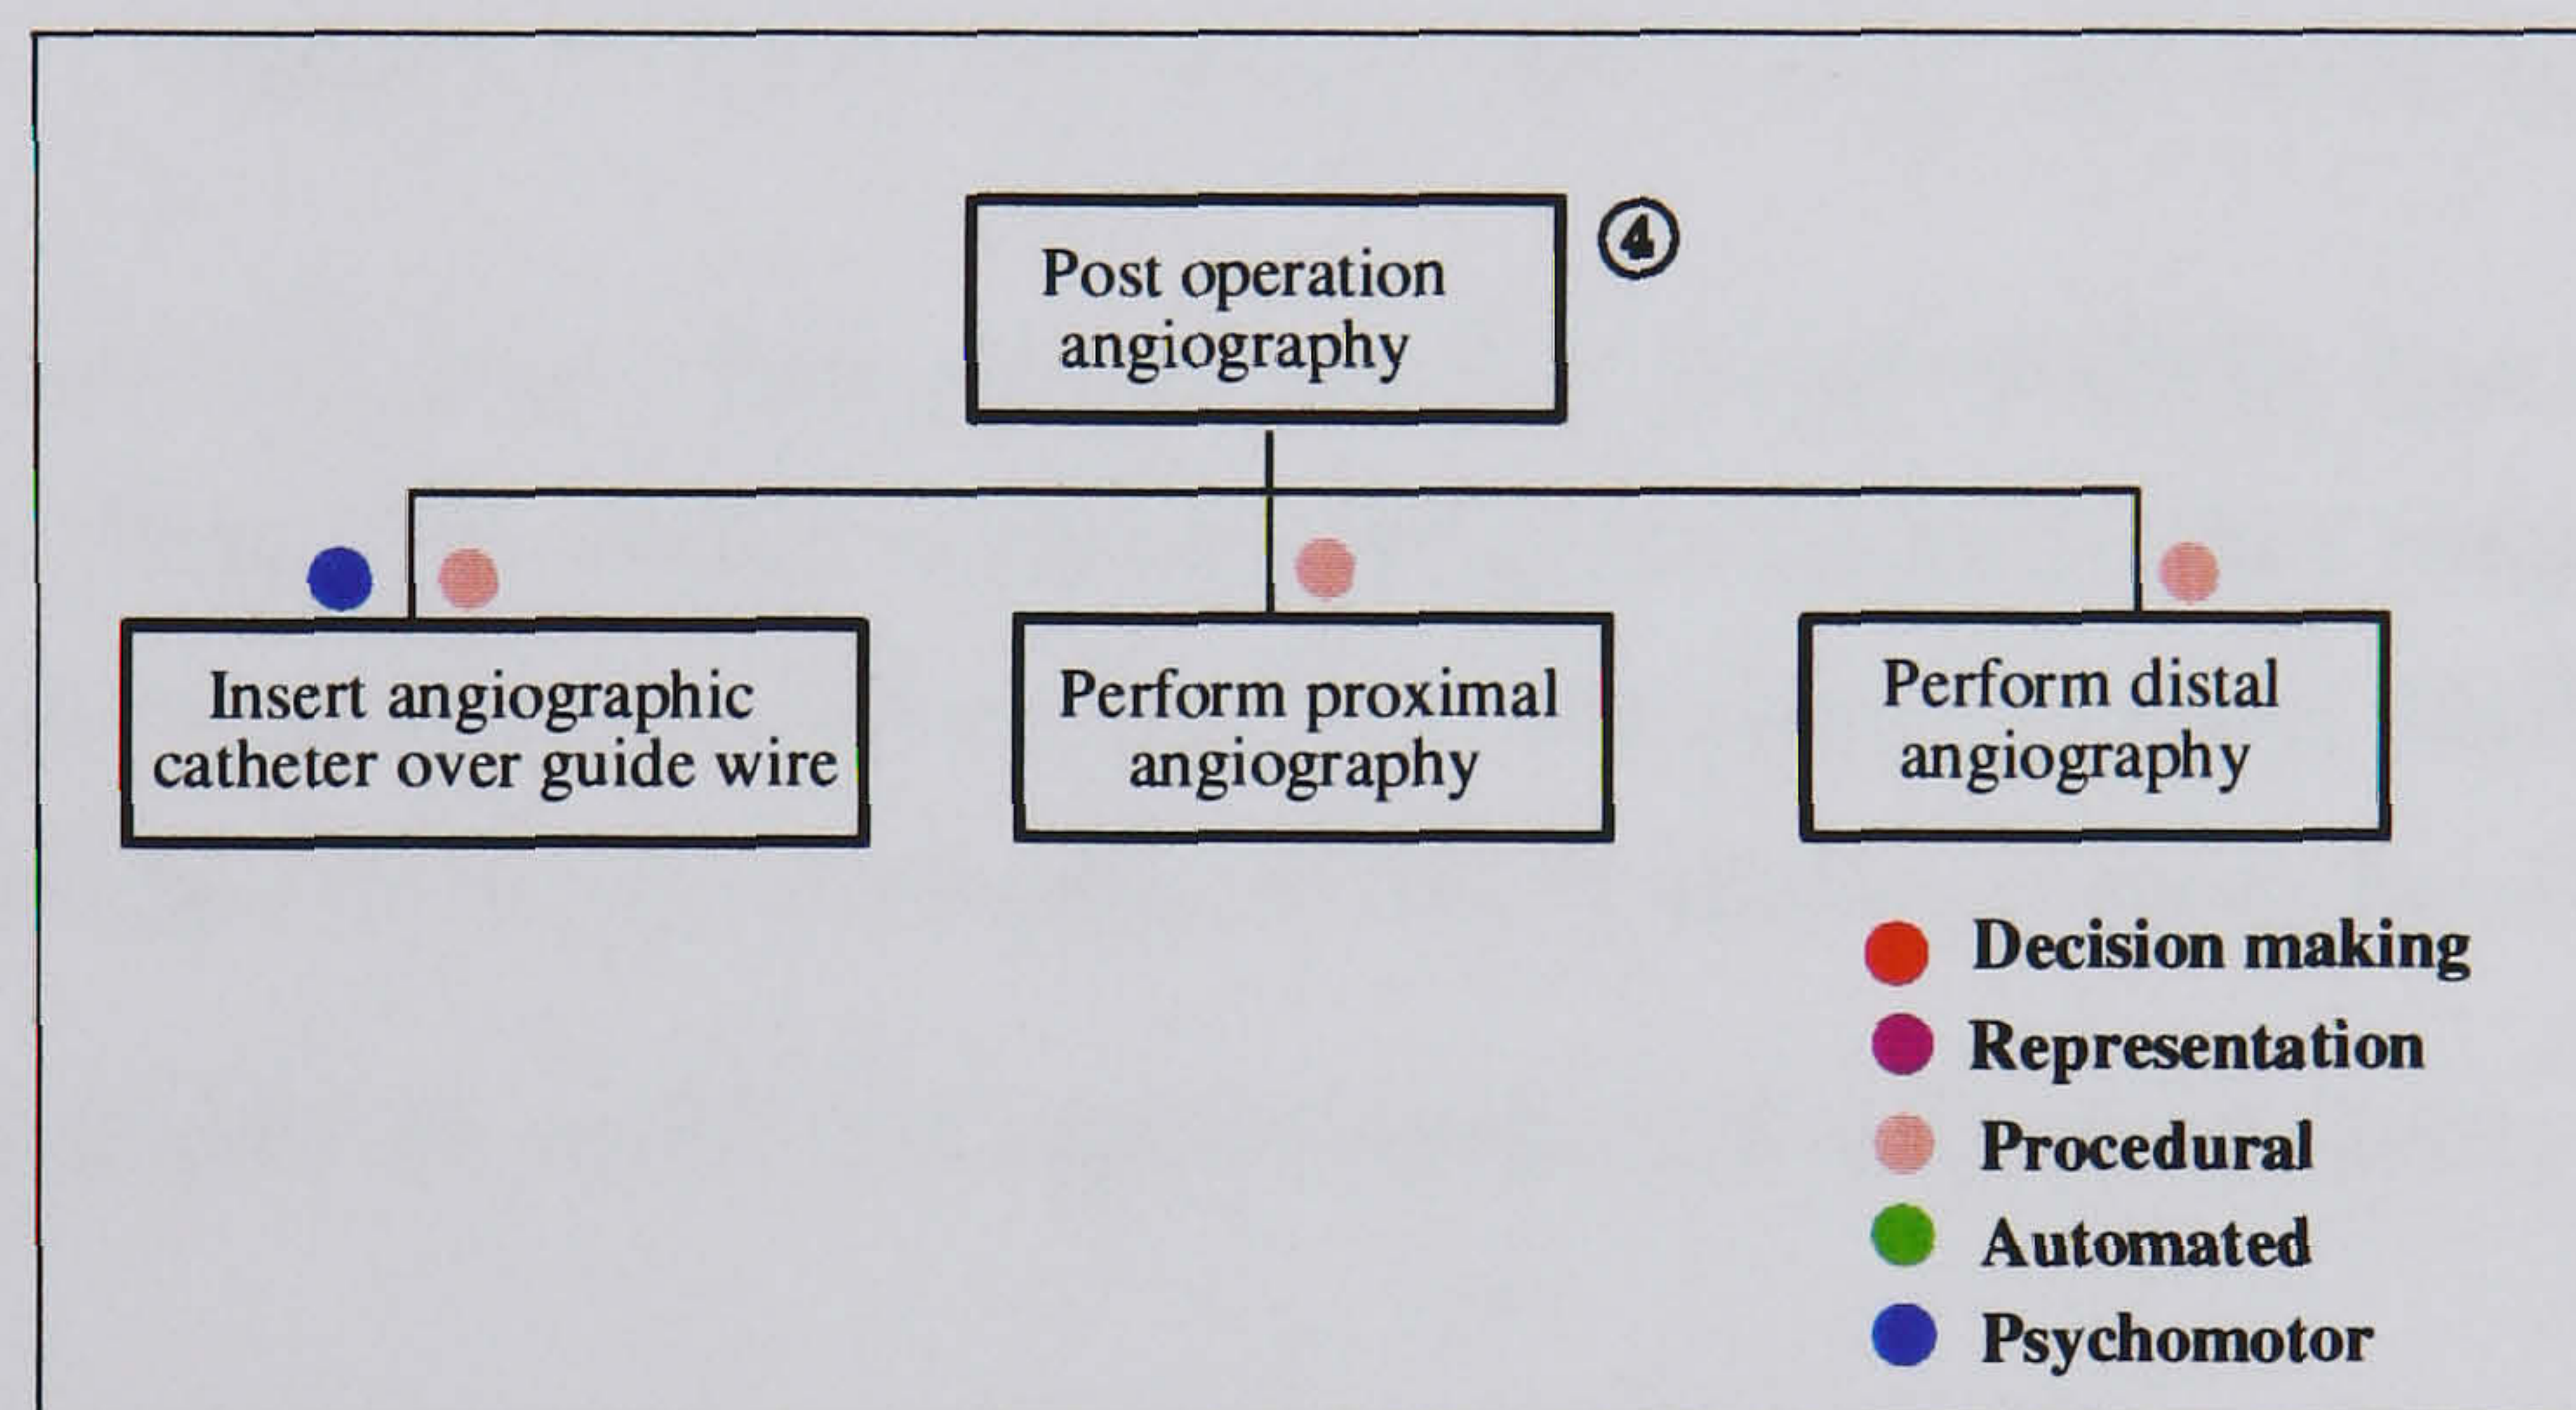 Post operation
angiography
4
Insert angiographic
catheter over guide wire
Perform proximal
angiography
Perform distal
angiography
Decision making
Representation
Procedural
Automated
Psychomotor